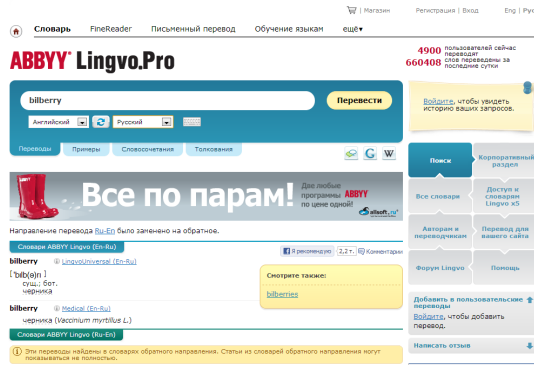 Магазин | Регистрация | Вход Eng | Рус
Словарь FineReader Письменный перевод Обучение языкам ещё▾
ABBYY Lingvo.Pro
4900 пользователей сейчас
переводят
660408 слов переведены за
последние сутки
bilberry Перевести
Английский Русский
Переводы Примеры Словосочетания Толкования
G W
Войдите, чтобы увидеть
историю ваших запросов.
Поиск Корпоративный
раздел
Все словари Доступ к
словарям
Lingvo x5
Авторам и
переводчикам
Перевод для
вашего сайта
Форум Lingvo Помощь
Все по парам! Две любые
программы ABBYY
по цене одной!
allsoft.ru
Направление перевода Ru-En было заменено на обратное.
Словари ABBYY Lingvo (En-Ru)
Я рекомендую 2,2 т. Комментарии
bilberry LingvoUniversal (En-Ru)
['bɪlb(ə)rɪ]
сущ.; бот.
черника
Смотрите также:
bilberries
bilberry Medical (En-Ru)
черника (Vaccinium myrtillus L.)
Словари ABBYY Lingvo (Ru-En)
Эти переводы найдены в словарях обратного направления. Статьи из словарей обратного направления могут
показываться не полностью.
Добавить в пользовательские
переводы
Войдите, чтобы добавить
перевод.
Написать отзыв